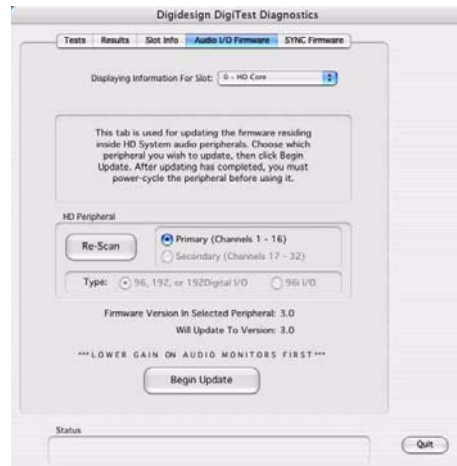 Digidesign DigiTest Diagnostics
Tests Results Slot Info Audio I/O Firmware SYNC Firmware
Displaying Information For Slot: 0 - HD Core
This tab is used for updating the firmware residing
inside HD System audio peripherals. Choose which
peripheral you wish to update, then click Begin
Update. After updating has completed, you must
power-cycle the peripheral before using it.
HD Peripheral
Re-Scan
Primary (Channels 1 - 16)
Secondary (Channels 17 - 32)
Type: 96, 192, or 192Digital I/O 96i I/O
Firmware Version In Selected Peripheral: 3.0
Will Update To Version: 3.0
***LOWER GAIN ON AUDIO MONITORS FIRST***
Begin Update
Status
Quit